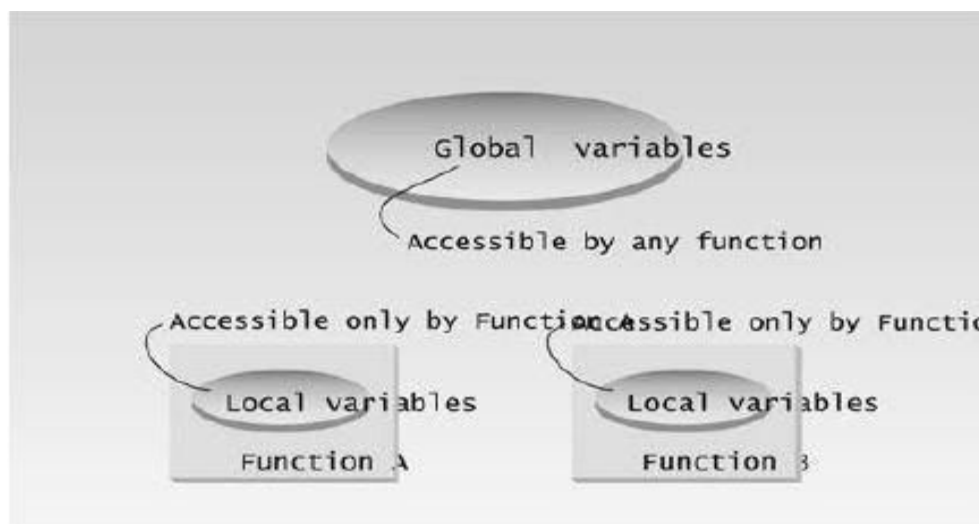 Global variables
Accessible by any function
Accessible only by Function A
Accessible only by Functio
Local variables
Local variables
Function A
Function B